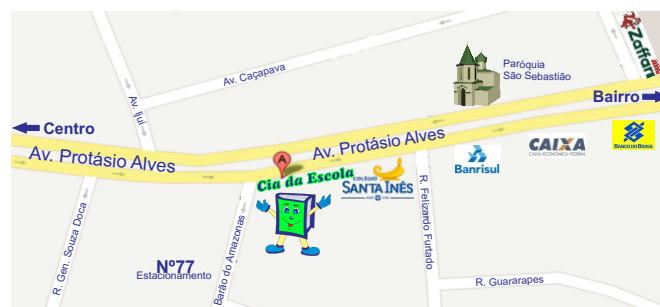 Zaffari
Av. Caçapava
Paróquia
São Sebastião
Av. Ijuí
Bairro
Centro
Av. Protásio Alves
Av. Protásio Alves
A
Cia da Escola
COLÉGIO
SANTA INÊS
Banrisul
CAIXA
CAIXA ECONÔMICA FEDERAL
BANCO DO BRASIL
R. Gen. Souza Doca
Barão do Amazonas
R. Felizardo Furtado
Nº77
Estacionamento
R. Guararapes